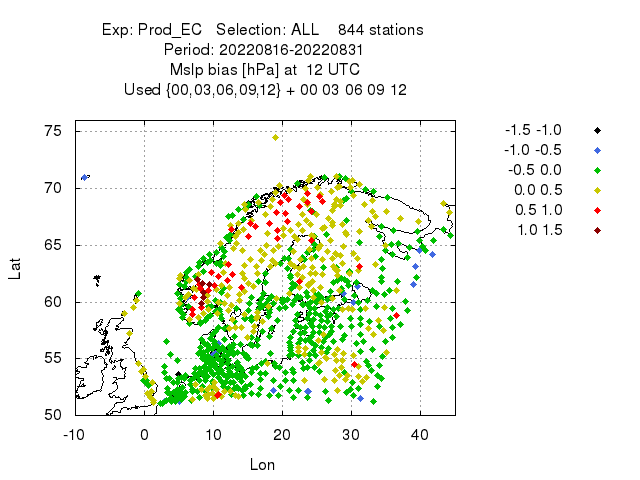 Exp: Prod_EC   Selection: ALL    844 stations
Period: 20220816-20220831
Mslp bias [hPa] at  12 UTC
Used {00,03,06,09,12} + 00 03 06 09 12
75
70
65
60
55
50
Lat
-10 0 10 20 30 40
Lon
-1.5 -1.0
-1.0 -0.5
-0.5 0.0
0.0 0.5
0.5 1.0
1.0 1.5